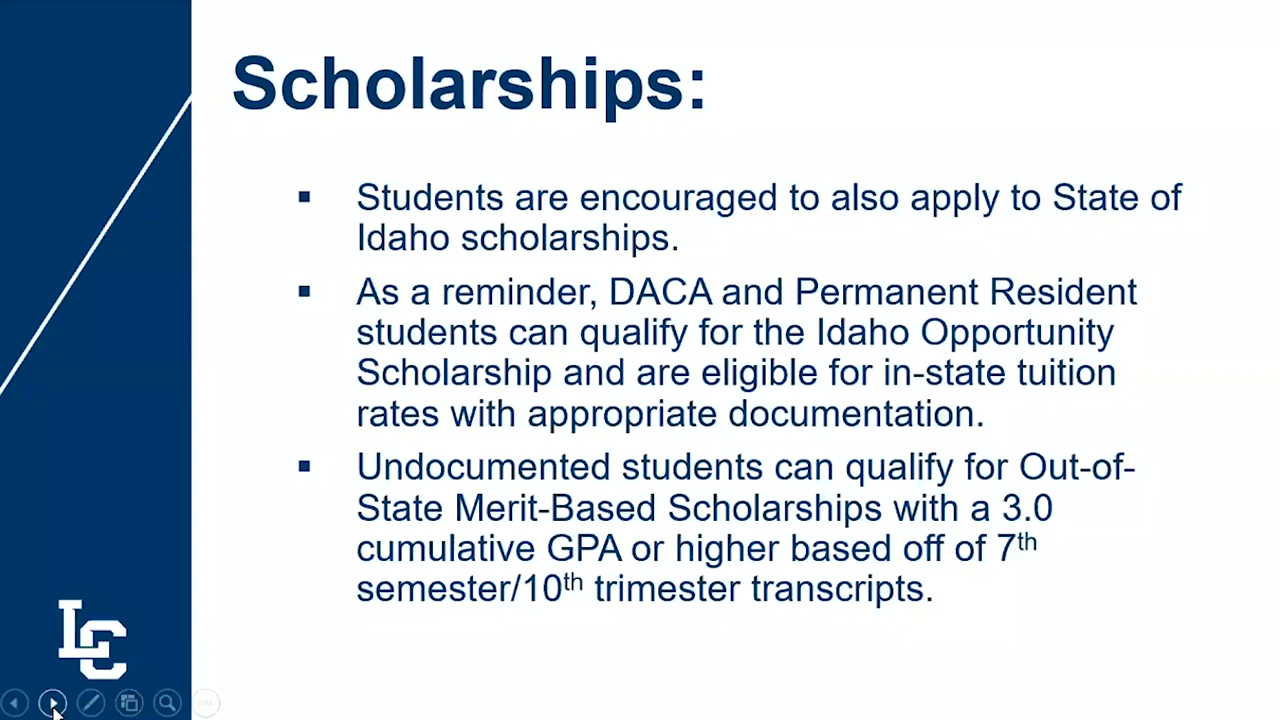 Scholarships:
▪ Students are encouraged to also apply to State of
Idaho scholarships.
▪ As a reminder, DACA and Permanent Resident
students can qualify for the Idaho Opportunity
Scholarship and are eligible for in-state tuition
rates with appropriate documentation.
▪ Undocumented students can qualify for Out-of-
State Merit-Based Scholarships with a 3.0
cumulative GPA or higher based off of 7th
semester/10th trimester transcripts.
LC